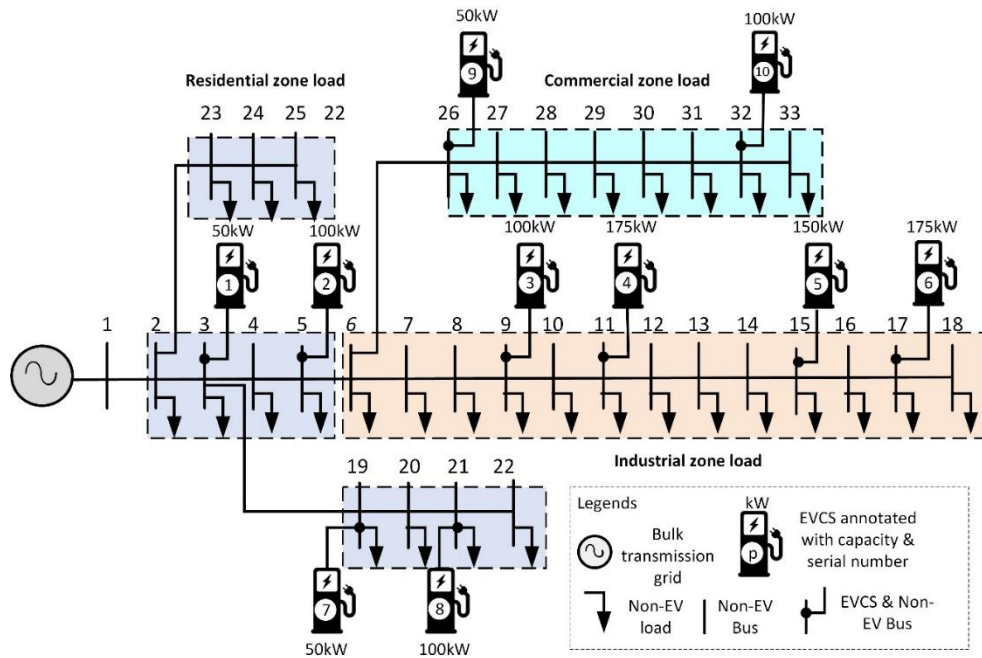 50kW
100kW
9
10
Residential zone load
Commercial zone load
23 24 25 22
26 27 28 29 30 31 32 33
50kW 100kW
100kW 175kW 150kW 175kW
1 2 3 4 5 6
1 2 3 4 5 6 7 8 9 10 11 12 13 14 15 16 17 18
Industrial zone load
19 20 21 22
7 8
50kW 100kW
Legends
Bulk
transmission
grid
kW
p
EVCS annotated
with capacity &
serial number
Non-EV
load
Non-EV
Bus
EVCS & Non-
EV Bus